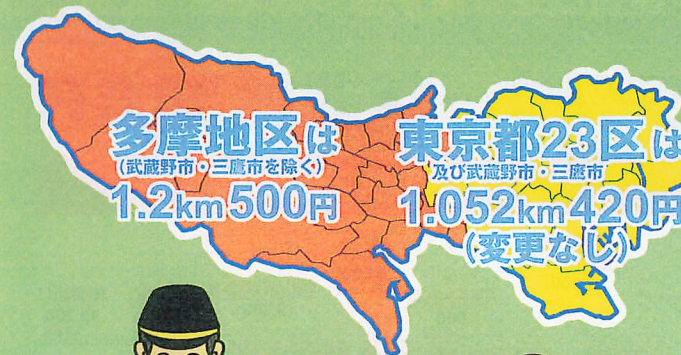 多摩地区は
(武蔵野市・三鷹市を除く)
1.2km 500円
東京都23区は
及び武蔵野市・三鷹市
1.052km 420円
(変更なし)